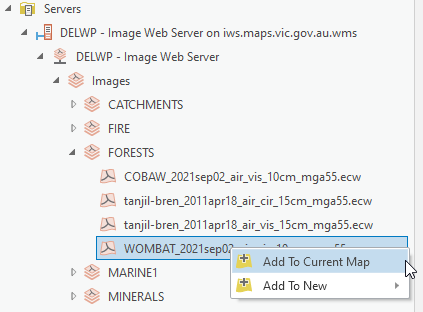 Servers
DELWP - Image Web Server on iws.maps.vic.gov.au.wms
DELWP - Image Web Server
Images
CATCHMENTS
FIRE
FORESTS
COBAW_2021sep02_air_vis_10cm_mga55.ecw
tanjil-bren_2011apr18_air_cir_15cm_mga55.ecw
tanjil-bren_2011apr18_air_vis_15cm_mga55.ecw
WOMBAT_2021sep02
Add To Current Map
MARINE1
Add To New
MINERALS